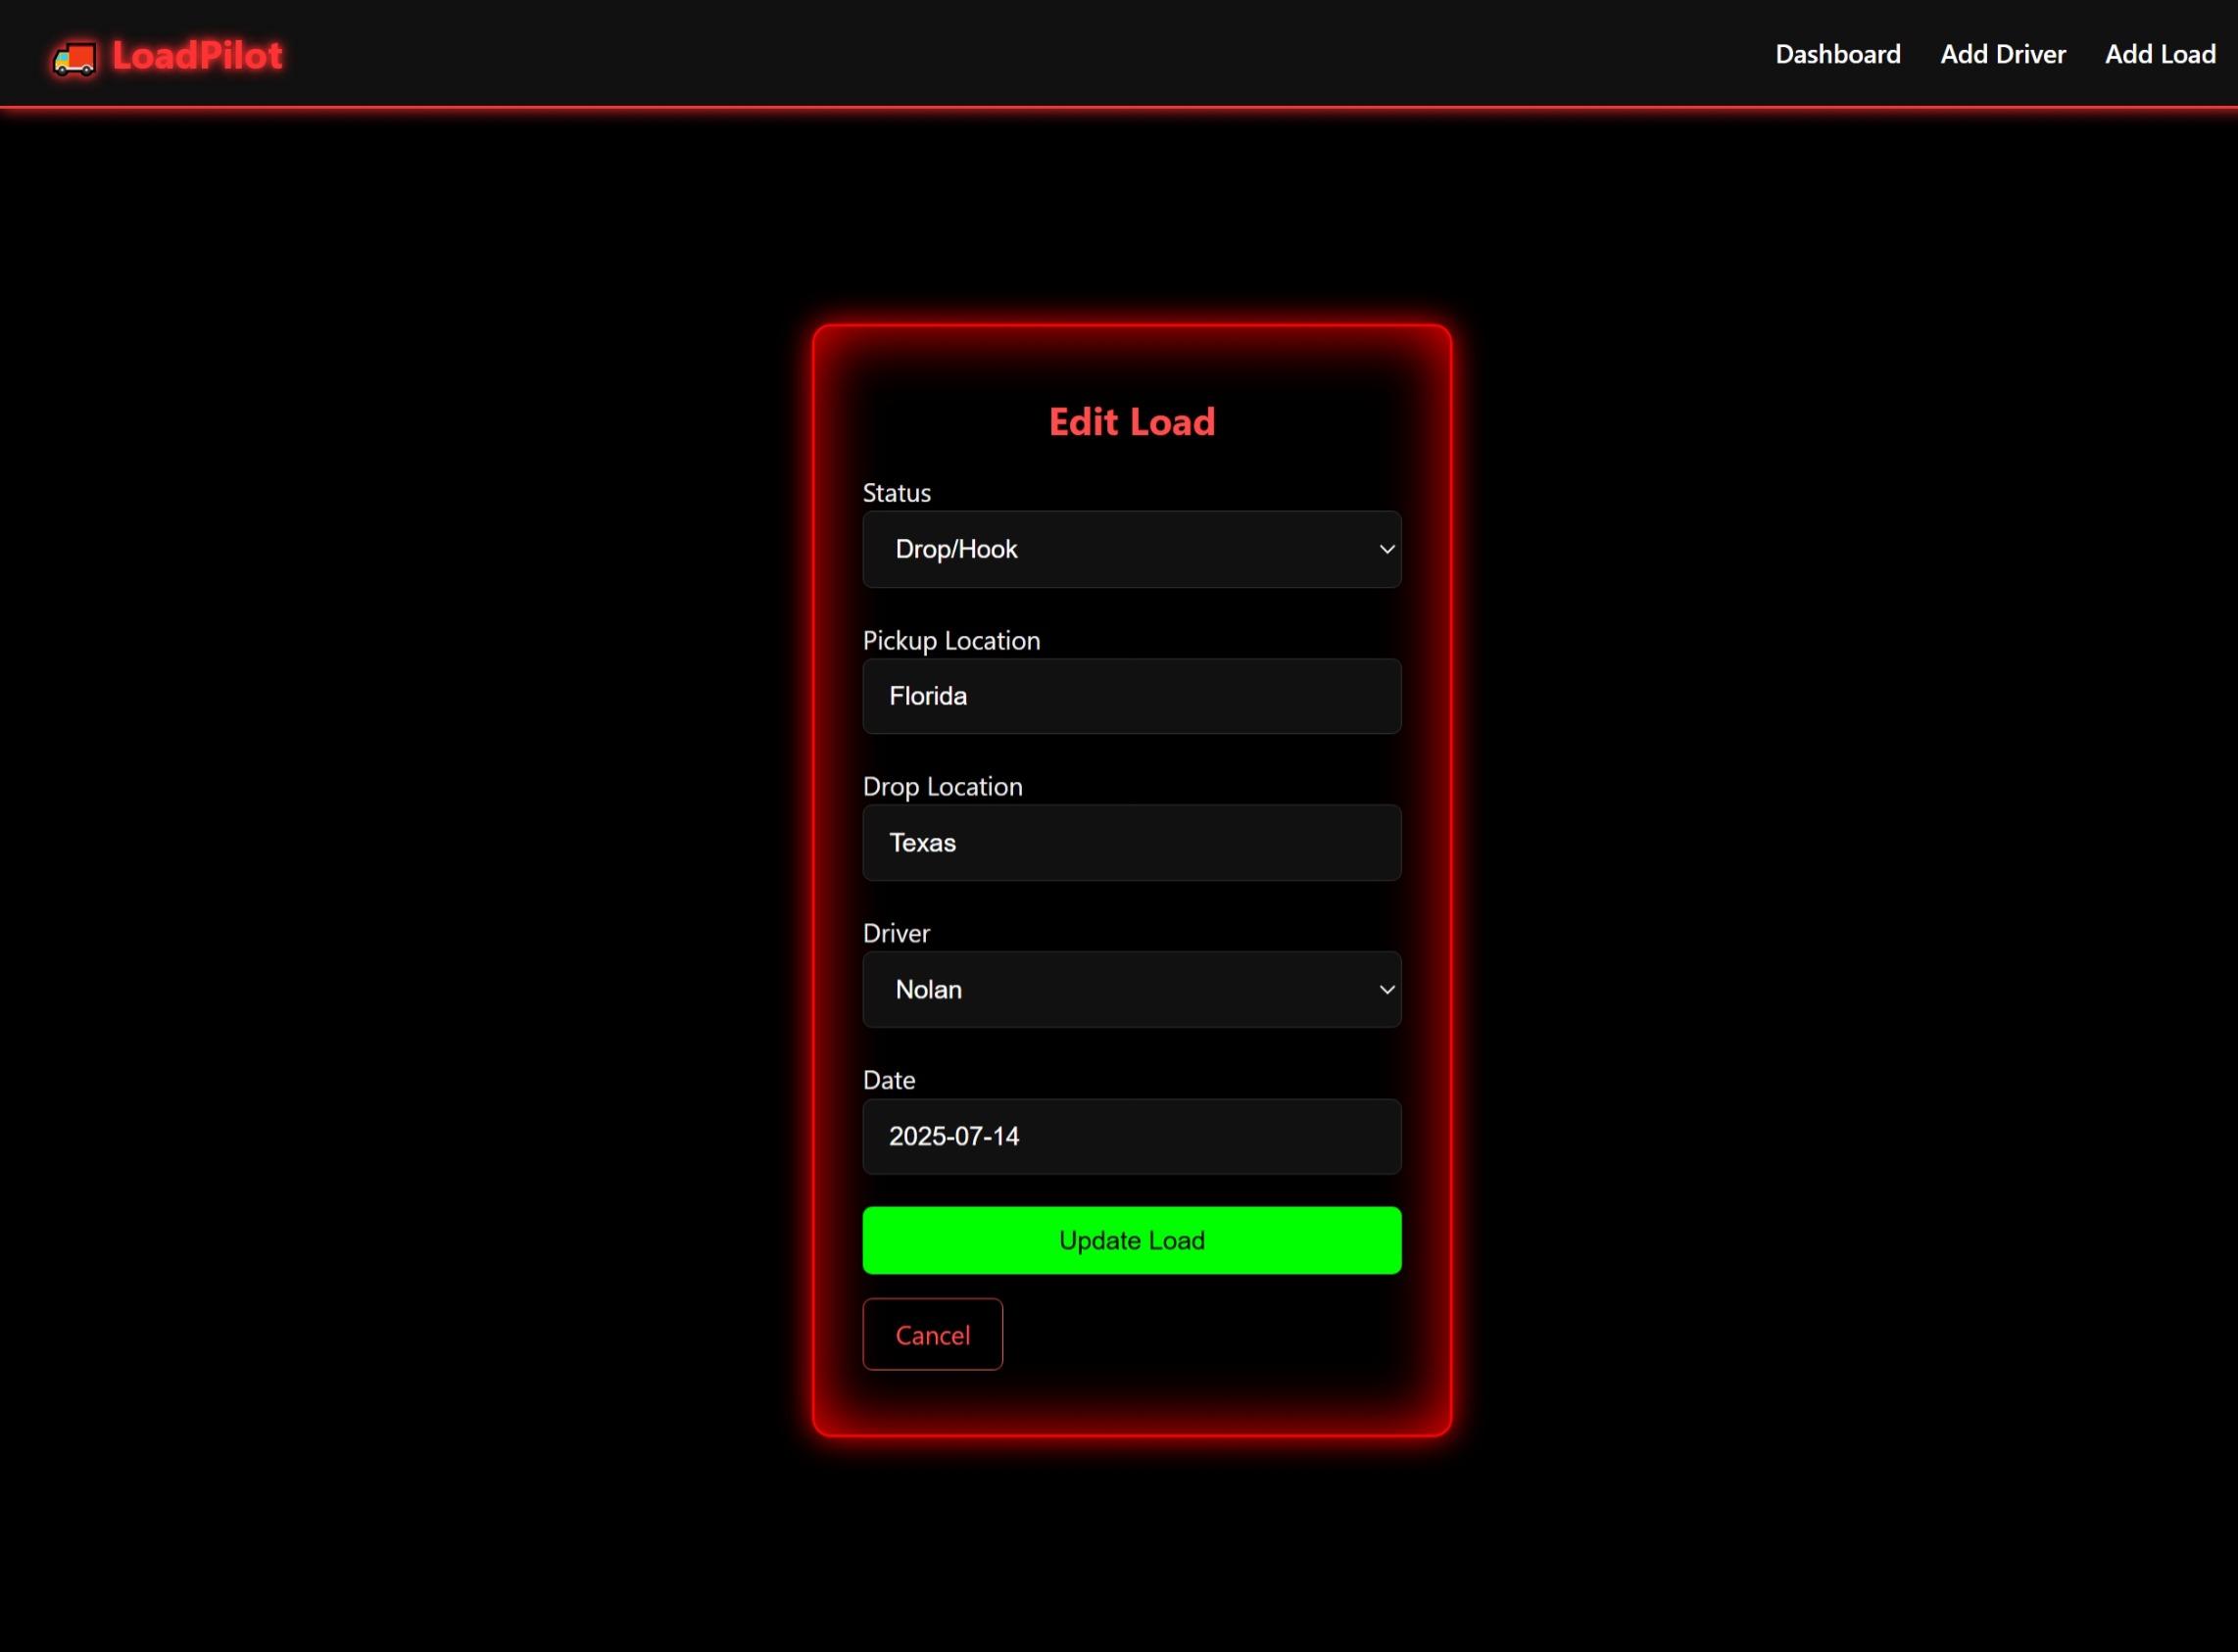 LoadPilot
Dashboard Add Driver Add Load
Edit Load
Status
Drop/Hook
Pickup Location
Florida
Drop Location
Texas
Driver
Nolan
Date
2025-07-14
Update Load
Cancel